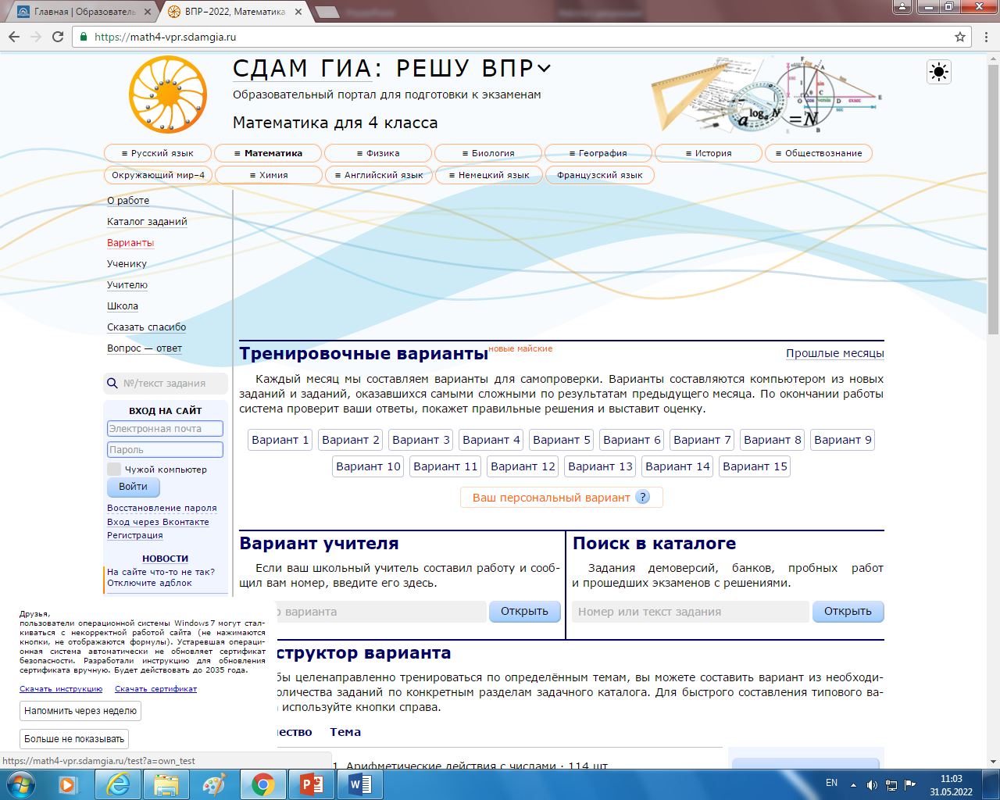 Главная | Образователь
ВПР–2022, Математика
https://math4-vpr.sdamgia.ru
СДАМ ГИА: РЕШУ ВПР
Образовательный портал для подготовки к экзаменам
Математика для 4 класса
≡ Русский язык
≡ Математика
≡ Физика
≡ Биология
≡ География
≡ История
≡ Обществознание
Окружающий мир–4
≡ Химия
≡ Английский язык
≡ Немецкий язык
Французский язык
О работе
Каталог заданий
Варианты
Ученику
Учителю
Школа
Сказать спасибо
Вопрос — ответ
№/текст задания
ВХОД НА САЙТ
Электронная почта
Пароль
Чужой компьютер
Войти
Восстановление пароля
Вход через Вконтакте
Регистрация
НОВОСТИ
На сайте что-то не так?
Отключите адблок
Тренировочные варианты новые майские
Прошлые месяцы
Каждый месяц мы составляем варианты для самопроверки. Варианты составляются компьютером из новых
заданий и заданий, оказавшихся самыми сложными по результатам предыдущего месяца. По окончании работы
система проверит ваши ответы, покажет правильные решения и выставит оценку.
Вариант 1 Вариант 2 Вариант 3 Вариант 4 Вариант 5 Вариант 6 Вариант 7 Вариант 8 Вариант 9
Вариант 10 Вариант 11 Вариант 12 Вариант 13 Вариант 14 Вариант 15
Ваш персональный вариант ?
Вариант учителя
Если ваш школьный учитель составил работу и сооб-
щил вам номер, введите его здесь.
варианта
Открыть
Поиск в каталоге
Задания демоверсий, банков, пробных работ
и прошедших экзаменов с решениями.
Номер или текст задания
Открыть
структор варианта
бы целенаправленно тренироваться по определённым темам, вы можете составить вариант из необходи-
оличества заданий по конкретным разделам задачного каталога. Для быстрого составления типового ва-
используйте кнопки справа.
ество Тема
1. Арифметические действия с числами · 114 шт
Друзья,
пользователи операционной системы Windows 7 могут стал-
киваться с некорректной работой сайта (не нажимаются
кнопки, не отображаются формулы). Устаревшая операци-
онная система автоматически не обновляет сертификат
безопасности. Разработали инструкцию для обновления
сертификата вручную. Будет действовать до 2035 года.
Скачать инструкцию Скачать сертификат
Напомнить через неделю
Больше не показывать
https://math4-vpr.sdamgia.ru/test?a=own_test
EN
11:03
31.05.2022